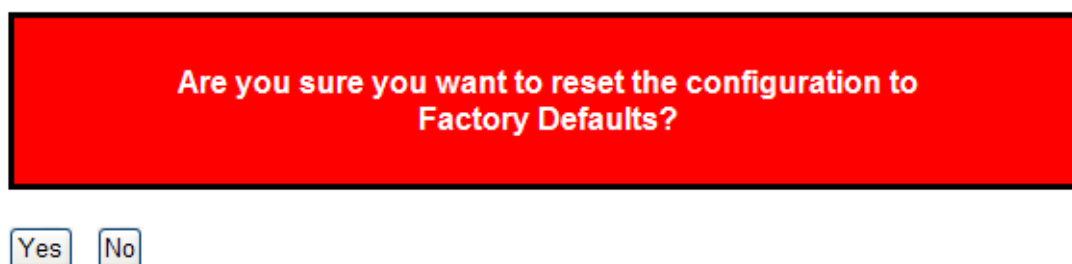 Are you sure you want to reset the configuration to
Factory Defaults?
Yes No